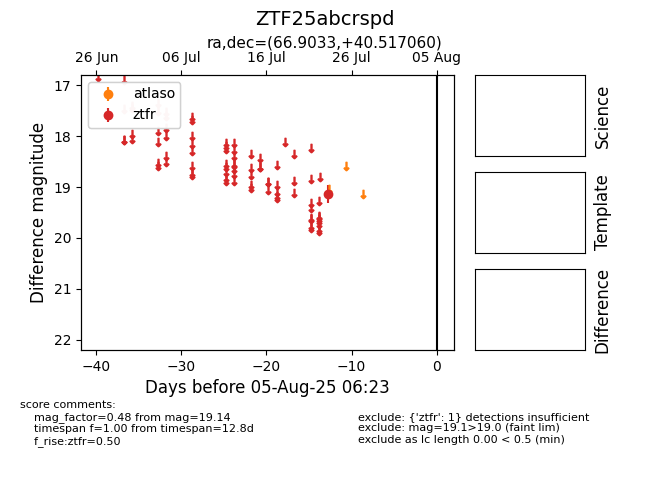 ZTF25abcrspd
ra,dec=(66.9033,+40.517060)
26 Jun 06 Jul 16 Jul 26 Jul 05 Aug
atlaso
ztfr
17
18
19
20
21
22
Difference magnitude
−40 −30 −20 −10 0
Days before 05-Aug-25 06:23
Science
Template
Difference
score comments:
mag_factor=0.48 from mag=19.14
timespan f=1.00 from timespan=12.8d
f_rise:ztfr=0.50
exclude: {'ztfr': 1} detections insufficient
exclude: mag=19.1>19.0 (faint lim)
exclude as lc length 0.00 < 0.5 (min)